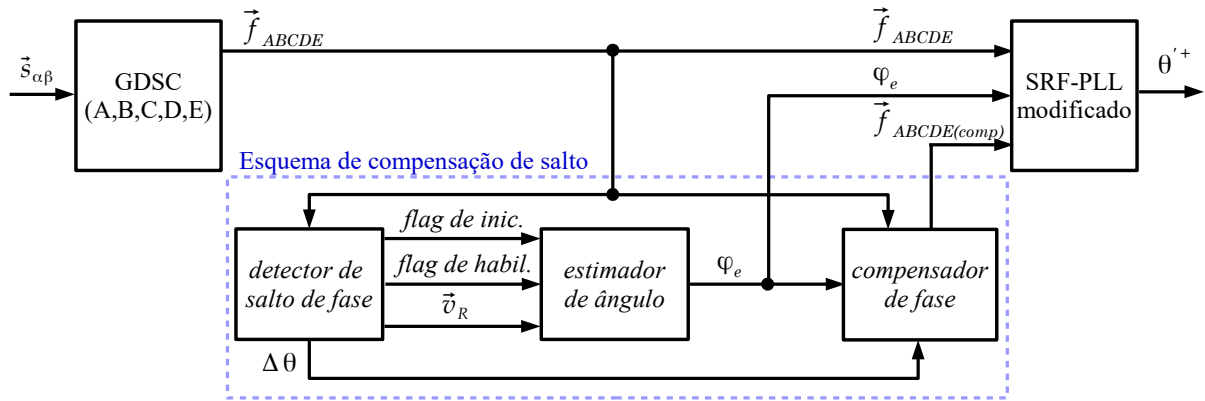 f⃗ ABCDE
f⃗ ABCDE
s⃗ αβ
GDSC
(A,B,C,D,E)
φe
SRF-PLL
modificado
θ′+
f⃗ ABCDE(comp)
Esquema de compensação de salto
detector de
salto de fase
flag de inic.
flag de habil.
v⃗ R
estimador
de ângulo
φe
compensador
de fase
Δθ